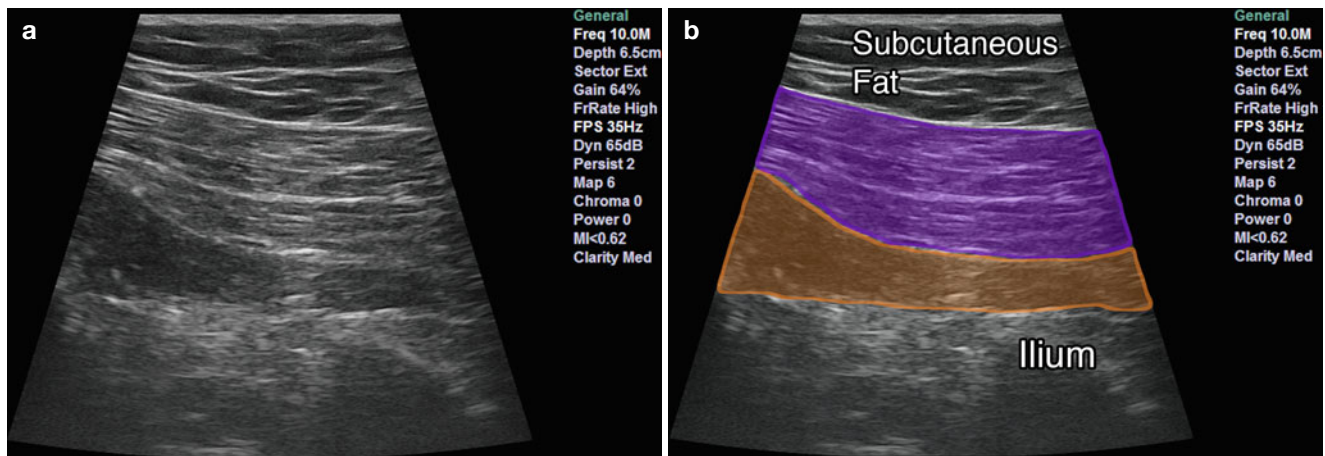 a
General
Freq 10.0M
Depth 6.5cm
Sector Ext
Gain 64%
FrRate High
FPS 35Hz
Dyn 65dB
Persist 2
Map 6
Chroma 0
Power 0
MI<0.62
Clarity Med
b
Subcutaneous
Fat
Ilium
General
Freq 10.0M
Depth 6.5cm
Sector Ext
Gain 64%
FrRate High
FPS 35Hz
Dyn 65dB
Persist 2
Map 6
Chroma 0
Power 0
MI<0.62
Clarity Med